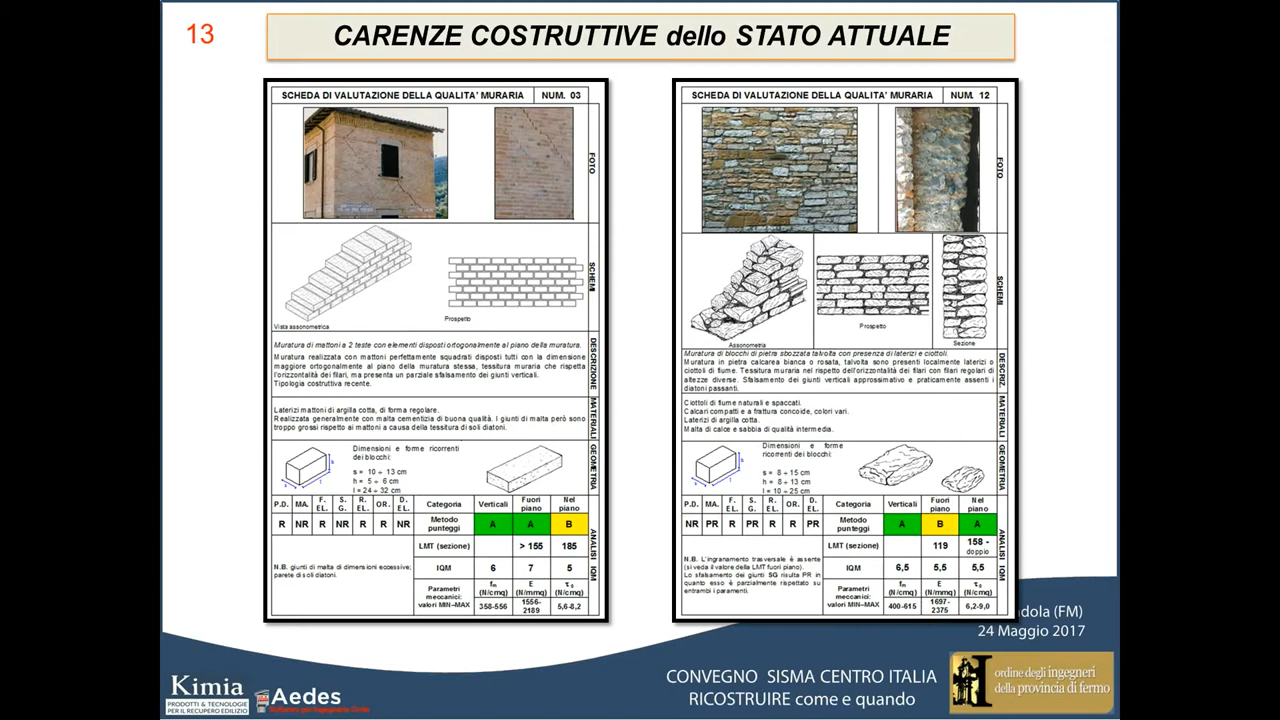 13
CARENZE COSTRUTTIVE dello STATO ATTUALE
SCHEDA DI VALUTAZIONE DELLA QUALITA' MURARIA NUM. 03
FOTO
SCHEMI
Vista assonometrica
Prospetto
DESCRIZIONE
Muratura di mattoni a 2 teste con elementi disposti ortogonalmente al piano della muratura.
Muratura realizzata con mattoni perfettamente squadrati disposti tutti con la dimensione
maggiore ortogonalmente al piano della muratura stessa, tessitura muraria che rispetta
l'orizzontalità dei filari, ma presenta un parziale sfalsamento dei giunti verticali.
Tipologia costruttiva recente.
MATERIALI
Laterizi mattoni di argilla cotta, di forma regolare.
Realizzata generalmente con malta cementizia di buona qualità. I giunti di malta però sono
troppo grossi rispetto ai mattoni a causa della tessitura di soli diatoni.
GEOMETRIA
Dimensioni e forme ricorrenti
dei blocchi:
s = 10 ÷ 13 cm
h = 5 ÷ 6 cm
l = 24 ÷ 32 cm
P.D. MA. F. EL. S. G. R. EL. OR. D. EL. Categoria Verticali Fuori piano Nel piano
R NR R NR R R NR Metodo punteggi A A B
LMT (sezione) > 155 185
N.B. giunti di malta di dimensioni eccessive;
parete di soli diatoni.
IQM 6 7 5
Parametri meccanici: valori MIN–MAX
fm (N/cmq) E (N/mmq) τ0 (N/cmq)
358-556 1556-2189 5,6-8,2
ANALISI IQM
SCHEDA DI VALUTAZIONE DELLA QUALITA' MURARIA NUM. 12
FOTO
SCHEMI
Assonometria
Prospetto
Sezione
DESCRIZ.
Muratura di blocchi di pietra sbozzata talvolta con presenza di laterizi e ciottoli.
Muratura in pietra calcarea bianca o rosata, talvolta sono presenti localmente laterizi o
ciottoli di fiume. Tessitura muraria nel rispetto dell'orizzontalità dei filari con filari regolari di
altezze diverse. Sfalsamento dei giunti verticali approssimativo e praticamente assenti i
diatoni passanti.
MATERIALI
Ciottoli di fiume naturali e spaccati.
Calcari compatti e a frattura concoide, colori vari.
Laterizi di argilla cotta.
Malta di calce e sabbia di qualità intermedia.
GEOMETRIA
Dimensioni e forme
ricorrenti dei blocchi:
s = 8 ÷ 15 cm
h = 8 ÷ 13 cm
l = 10 ÷ 25 cm
P.D. MA. F. EL. S. G. R. EL. OR. D. EL. Categoria Verticali Fuori piano Nel piano
NR PR R PR R R PR Metodo punteggi A B A
LMT (sezione) 119 158 - doppio
N.B. L'ingranamento trasversale è assente
(si veda il valore della LMT fuori piano).
Lo sfalsamento dei giunti SG risulta PR in
quanto esso è parzialmente rispettato su
entrambi i paramenti.
IQM 6,5 5,5 5,5
Parametri meccanici: valori MIN–MAX
fm (N/cmq) E (N/mmq) τ0 (N/cmq)
400-615 1697-2375 6,2-9,0
ANALISI IQM
dola (FM)
24 Maggio 2017
Kimia
PRODOTTI & TECNOLOGIE
PER IL RECUPERO EDILIZIO
Aedes
CONVEGNO SISMA CENTRO ITALIA
RICOSTRUIRE come e quando
ordine degli ingegneri
della provincia di fermo